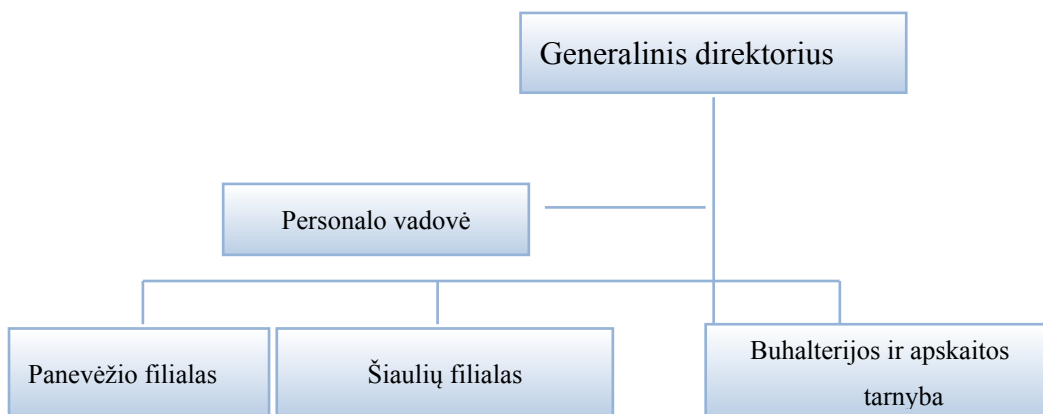 Generalinis direktorius
Personalo vadovė
Panevėžio filialas
Šiaulių filialas
Buhalterijos ir apskaitos
tarnyba